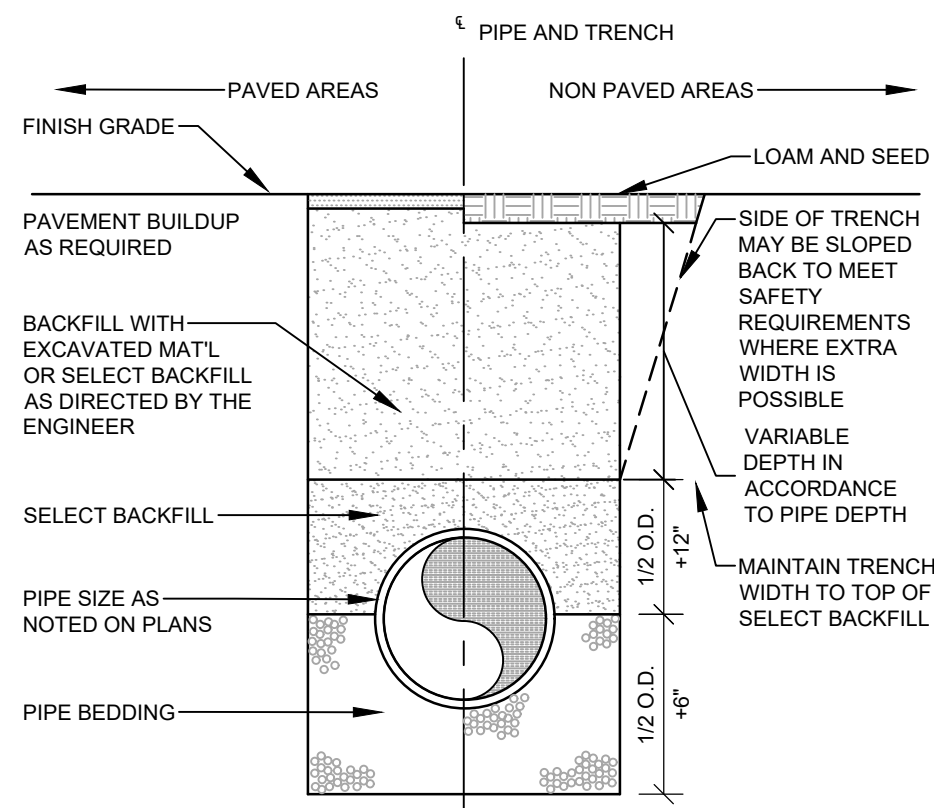 ℄ PIPE AND TRENCH
PAVED AREAS
NON PAVED AREAS
FINISH GRADE
LOAM AND SEED
PAVEMENT BUILDUP
AS REQUIRED
SIDE OF TRENCH
MAY BE SLOPED
BACK TO MEET
SAFETY
REQUIREMENTS
WHERE EXTRA
WIDTH IS
POSSIBLE
BACKFILL WITH
EXCAVATED MAT'L
OR SELECT BACKFILL
AS DIRECTED BY THE
ENGINEER
VARIABLE
DEPTH IN
ACCORDANCE
TO PIPE DEPTH
SELECT BACKFILL
1/2 O.D.
+12"
MAINTAIN TRENCH
WIDTH TO TOP OF
SELECT BACKFILL
PIPE SIZE AS
NOTED ON PLANS
PIPE BEDDING
1/2 O.D.
+6"